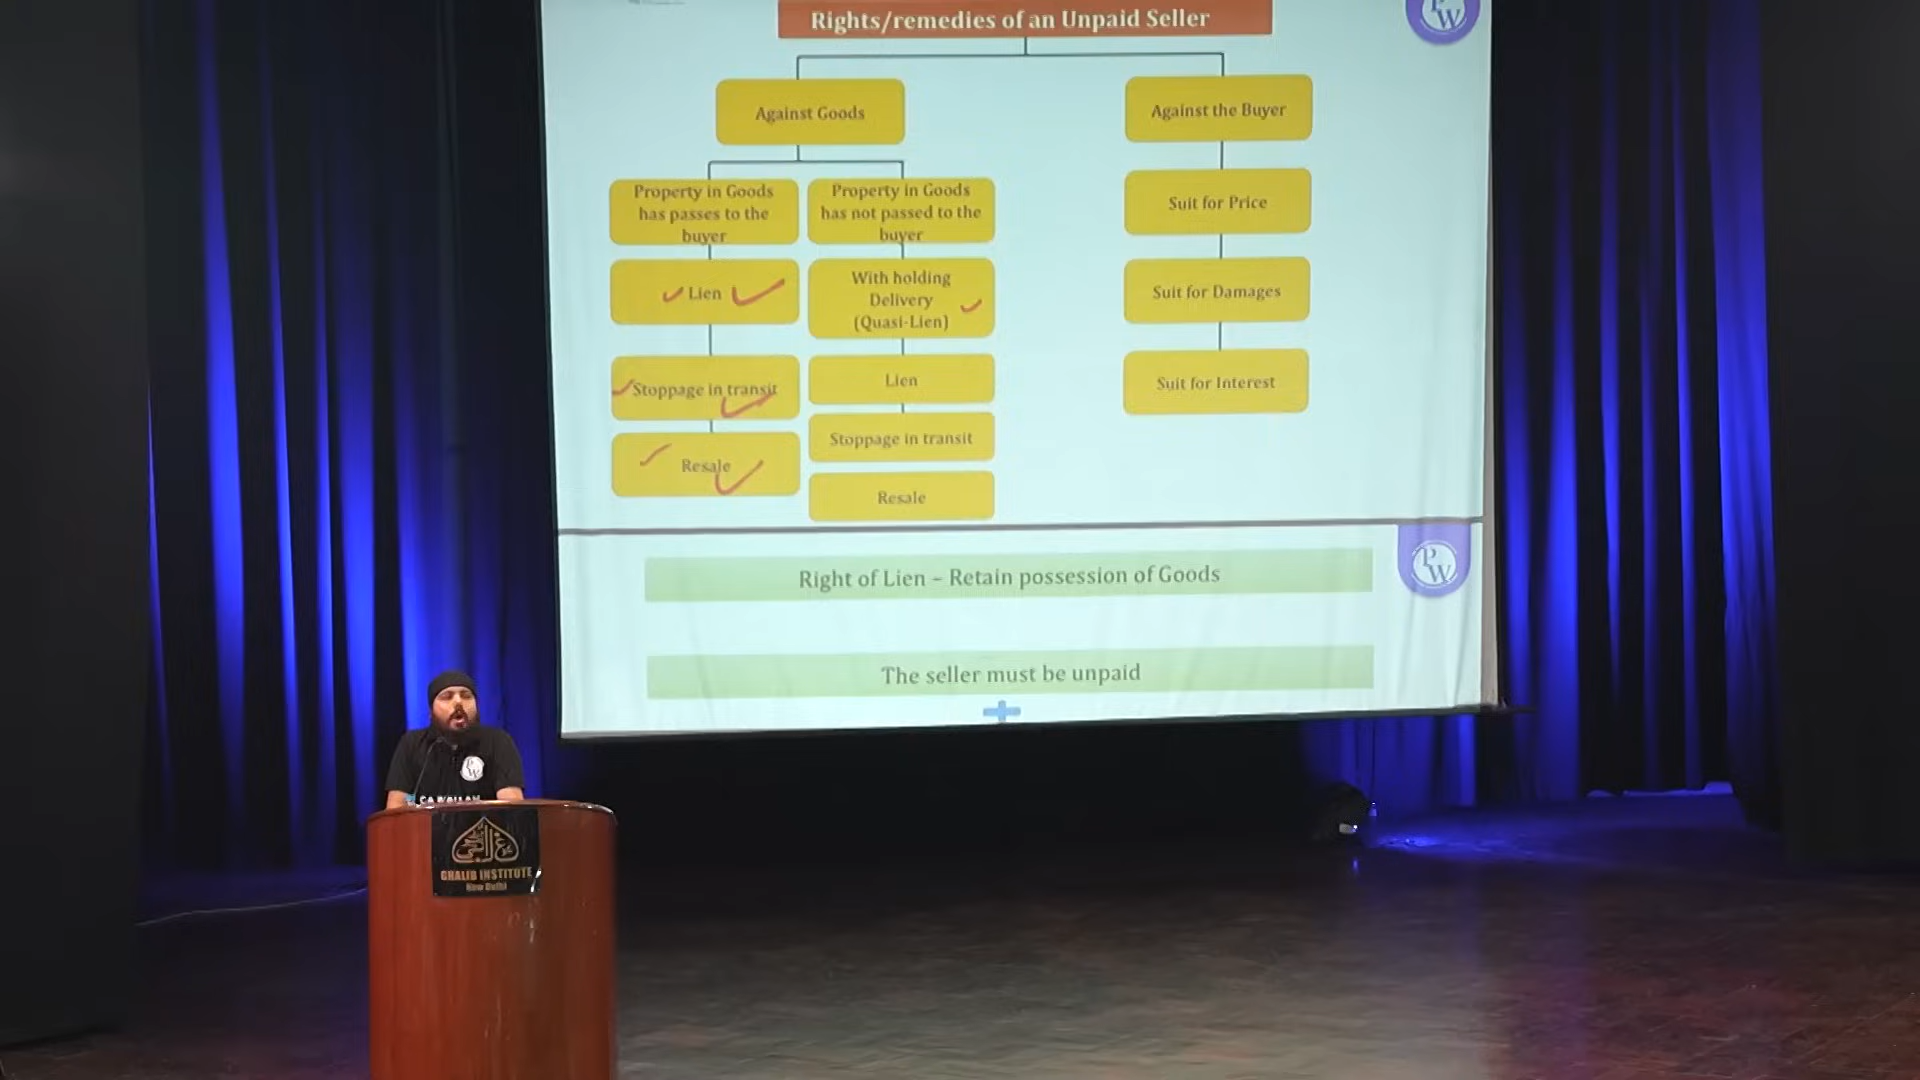 Rights/remedies of an Unpaid Seller
PW
Against Goods
Against the Buyer
Property in Goods
has passes to the
buyer
Property in Goods
has not passed to the
buyer
Suit for Price
Lien
With holding
Delivery
(Quasi-Lien)
Suit for Damages
Stoppage in transit
Lien
Suit for Interest
Stoppage in transit
Resale
Resale
Right of Lien – Retain possession of Goods
PW
The seller must be unpaid
PW
GHALIB INSTITUTE
New Delhi